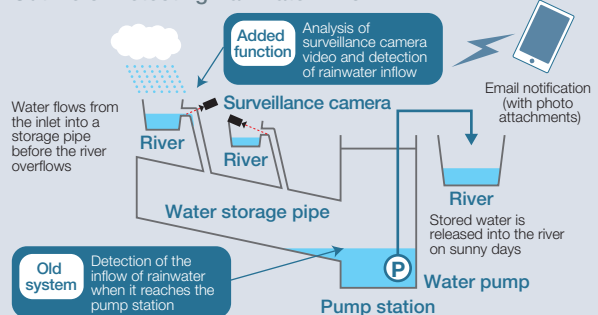 Added
function
Analysis of
surveillance camera
video and detection
of rainwater inflow
Email notification
(with photo
attachments)
Water flows from
the inlet into a
storage pipe
before the river
overflows
Surveillance camera
River
River
River
Water storage pipe
Stored water is
released into the river
on sunny days
Old
system
Detection of the
inflow of rainwater
when it reaches the
pump station
P
Water pump
Pump station